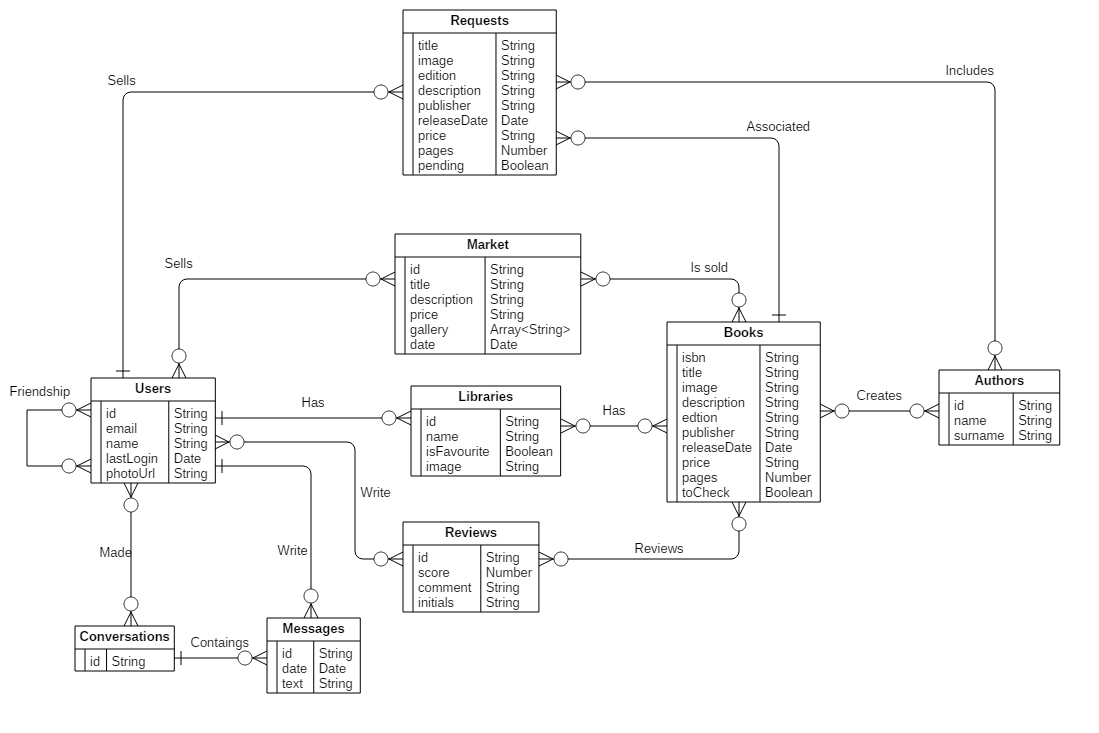 Requests
title String
image String
edition String
description String
publisher String
releaseDate Date
price String
pages Number
pending Boolean
Sells
Includes
Associated
Market
id String
title String
description String
price String
gallery Array<String>
date Date
Sells
Is sold
Books
isbn String
title String
image String
description String
edtion String
publisher String
releaseDate Date
price String
pages Number
toCheck Boolean
Users
id String
email String
name String
lastLogin Date
photoUrl String
Friendship
Has
Libraries
id String
name String
isFavourite Boolean
image String
Has
Creates
Authors
id String
name String
surname String
Write
Reviews
id String
score Number
comment String
initials String
Reviews
Made
Write
Conversations
id String
Contaings
Messages
id String
date Date
text String